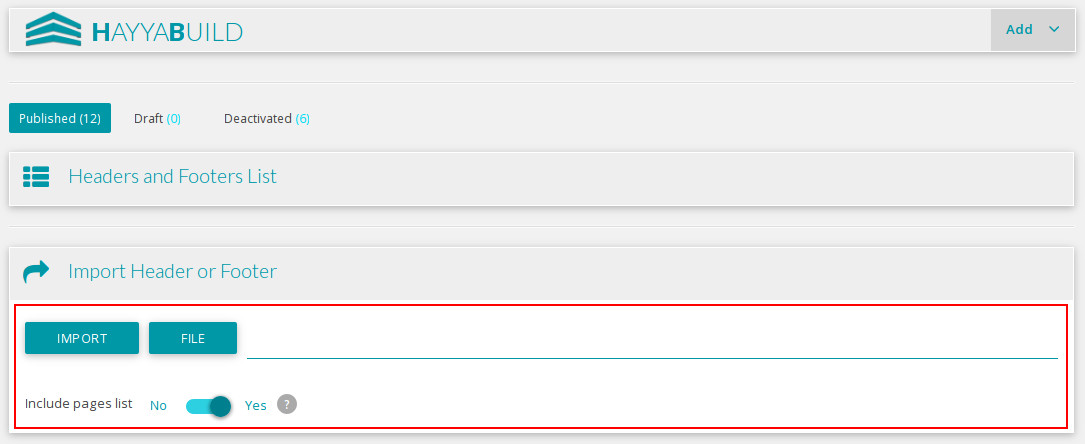 HAYYABUILD
Add
Published (12) Draft (0) Deactivated (6)
Headers and Footers List
Import Header or Footer
IMPORT FILE
Include pages list No Yes ?